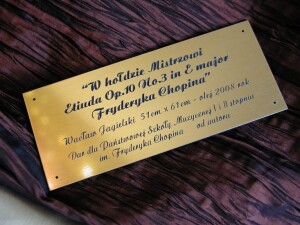 "W hołdzie Mistrzowi
Etiuda Op.10 No.3 in E major
Fryderyka Chopina"
Wacław Jagielski 51cm x 61cm - olej 2008 rok
Dar dla Państwowej Szkoły Muzycznej I i II stopnia
im. Fryderyka Chopina od autora